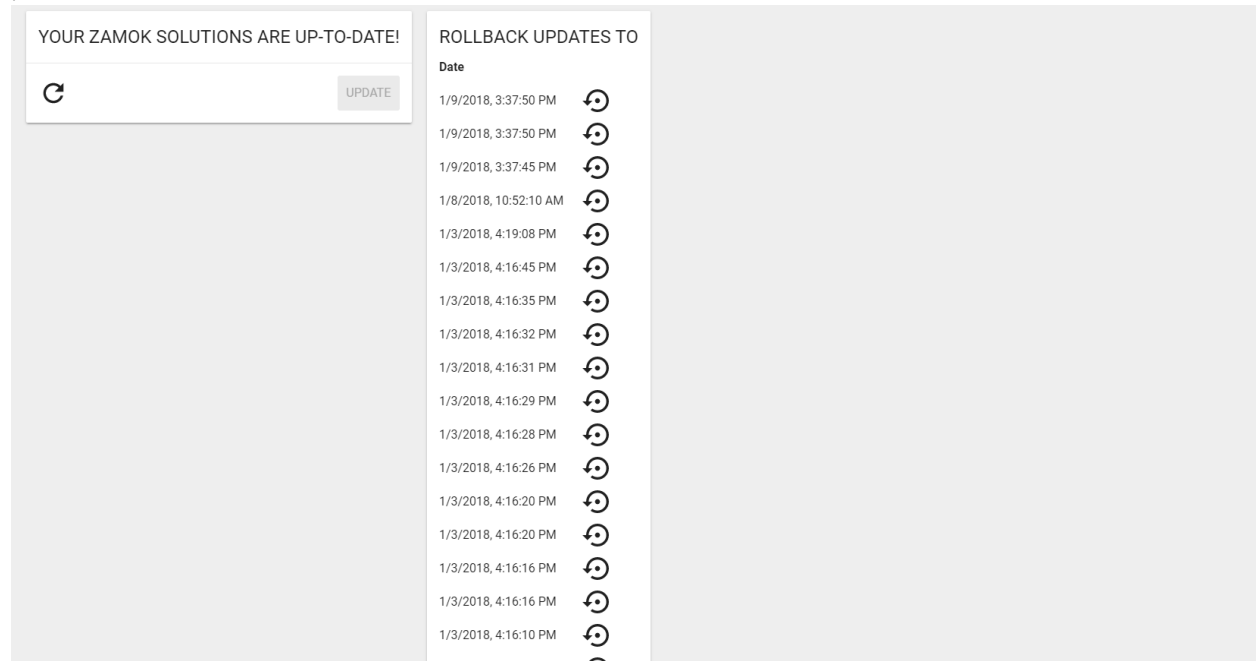 YOUR ZAMOK SOLUTIONS ARE UP-TO-DATE!
UPDATE
ROLLBACK UPDATES TO
Date
1/9/2018, 3:37:50 PM
1/9/2018, 3:37:50 PM
1/9/2018, 3:37:45 PM
1/8/2018, 10:52:10 AM
1/3/2018, 4:19:08 PM
1/3/2018, 4:16:45 PM
1/3/2018, 4:16:35 PM
1/3/2018, 4:16:32 PM
1/3/2018, 4:16:31 PM
1/3/2018, 4:16:29 PM
1/3/2018, 4:16:28 PM
1/3/2018, 4:16:26 PM
1/3/2018, 4:16:20 PM
1/3/2018, 4:16:20 PM
1/3/2018, 4:16:16 PM
1/3/2018, 4:16:16 PM
1/3/2018, 4:16:10 PM